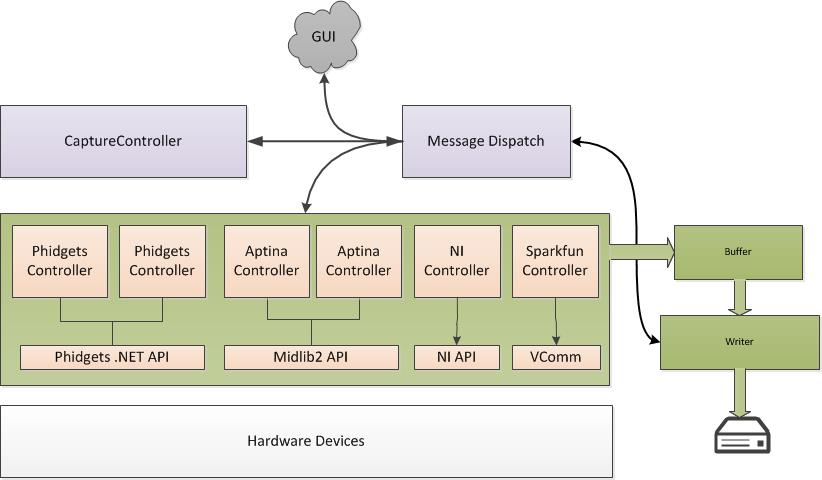 GUI
CaptureController
Message Dispatch
Phidgets
Controller
Phidgets
Controller
Aptina
Controller
Aptina
Controller
NI
Controller
Sparkfun
Controller
Buffer
Writer
Phidgets .NET API
Midlib2 API
NI API
VComm
Hardware Devices